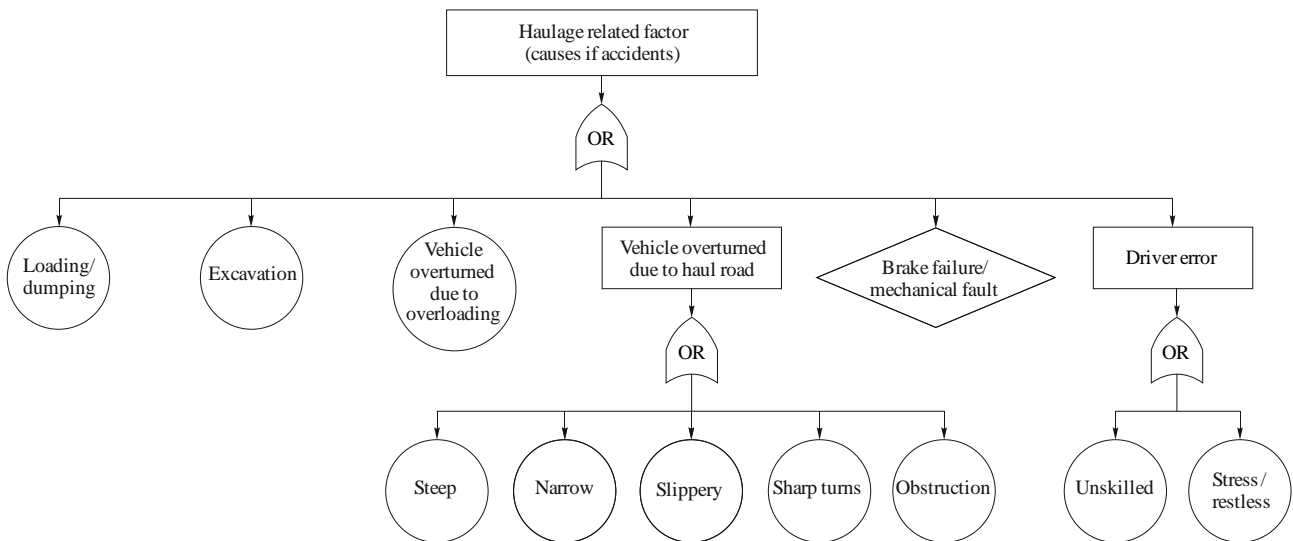 Haulage related factor
(causes if accidents)
OR
Loading/
dumping
Excavation
Vehicle
overturned
due to
overloading
Vehicle overturned
due to haul road
Brake failure/
mechanical fault
Driver error
OR
OR
Steep
Narrow
Slippery
Sharp turns
Obstruction
Unskilled
Stress/
restless